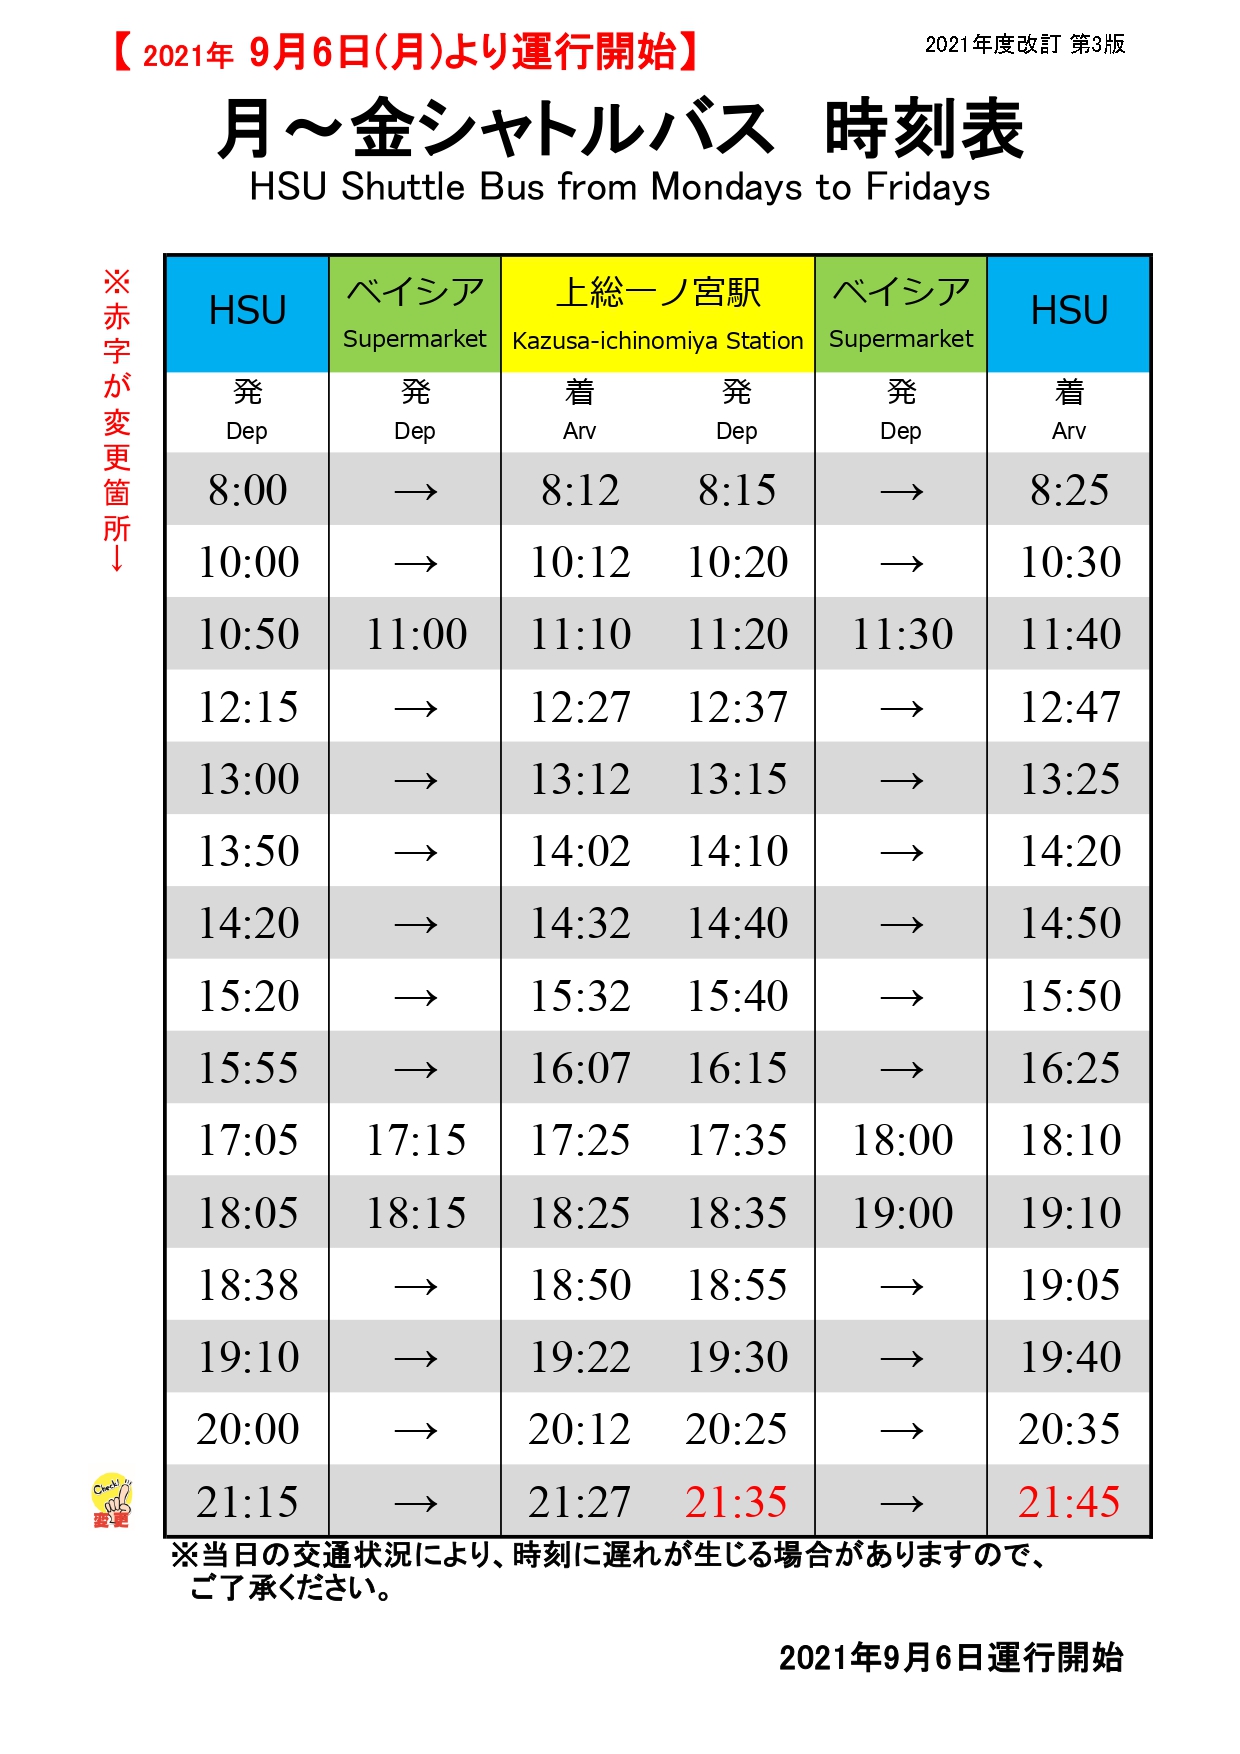 【 2021年 9月6日(月)より運行開始】
2021年度改訂 第3版
月～金シャトルバス 時刻表
HSU Shuttle Bus from Mondays to Fridays
※赤字が変更箇所↓
HSU ベイシア 上総一ノ宮駅 ベイシア HSU
Supermarket Kazusa-ichinomiya Station Supermarket
発 発 着 発 発 着
Dep Dep Arv Dep Dep Arv
8:00 → 8:12 8:15 → 8:25
10:00 → 10:12 10:20 → 10:30
10:50 11:00 11:10 11:20 11:30 11:40
12:15 → 12:27 12:37 → 12:47
13:00 → 13:12 13:15 → 13:25
13:50 → 14:02 14:10 → 14:20
14:20 → 14:32 14:40 → 14:50
15:20 → 15:32 15:40 → 15:50
15:55 → 16:07 16:15 → 16:25
17:05 17:15 17:25 17:35 18:00 18:10
18:05 18:15 18:25 18:35 19:00 19:10
18:38 → 18:50 18:55 → 19:05
19:10 → 19:22 19:30 → 19:40
20:00 → 20:12 20:25 → 20:35
Check!!!
変更
21:15 → 21:27 21:35 → 21:45
※当日の交通状況により、時刻に遅れが生じる場合がありますので、
ご了承ください。
2021年9月6日運行開始